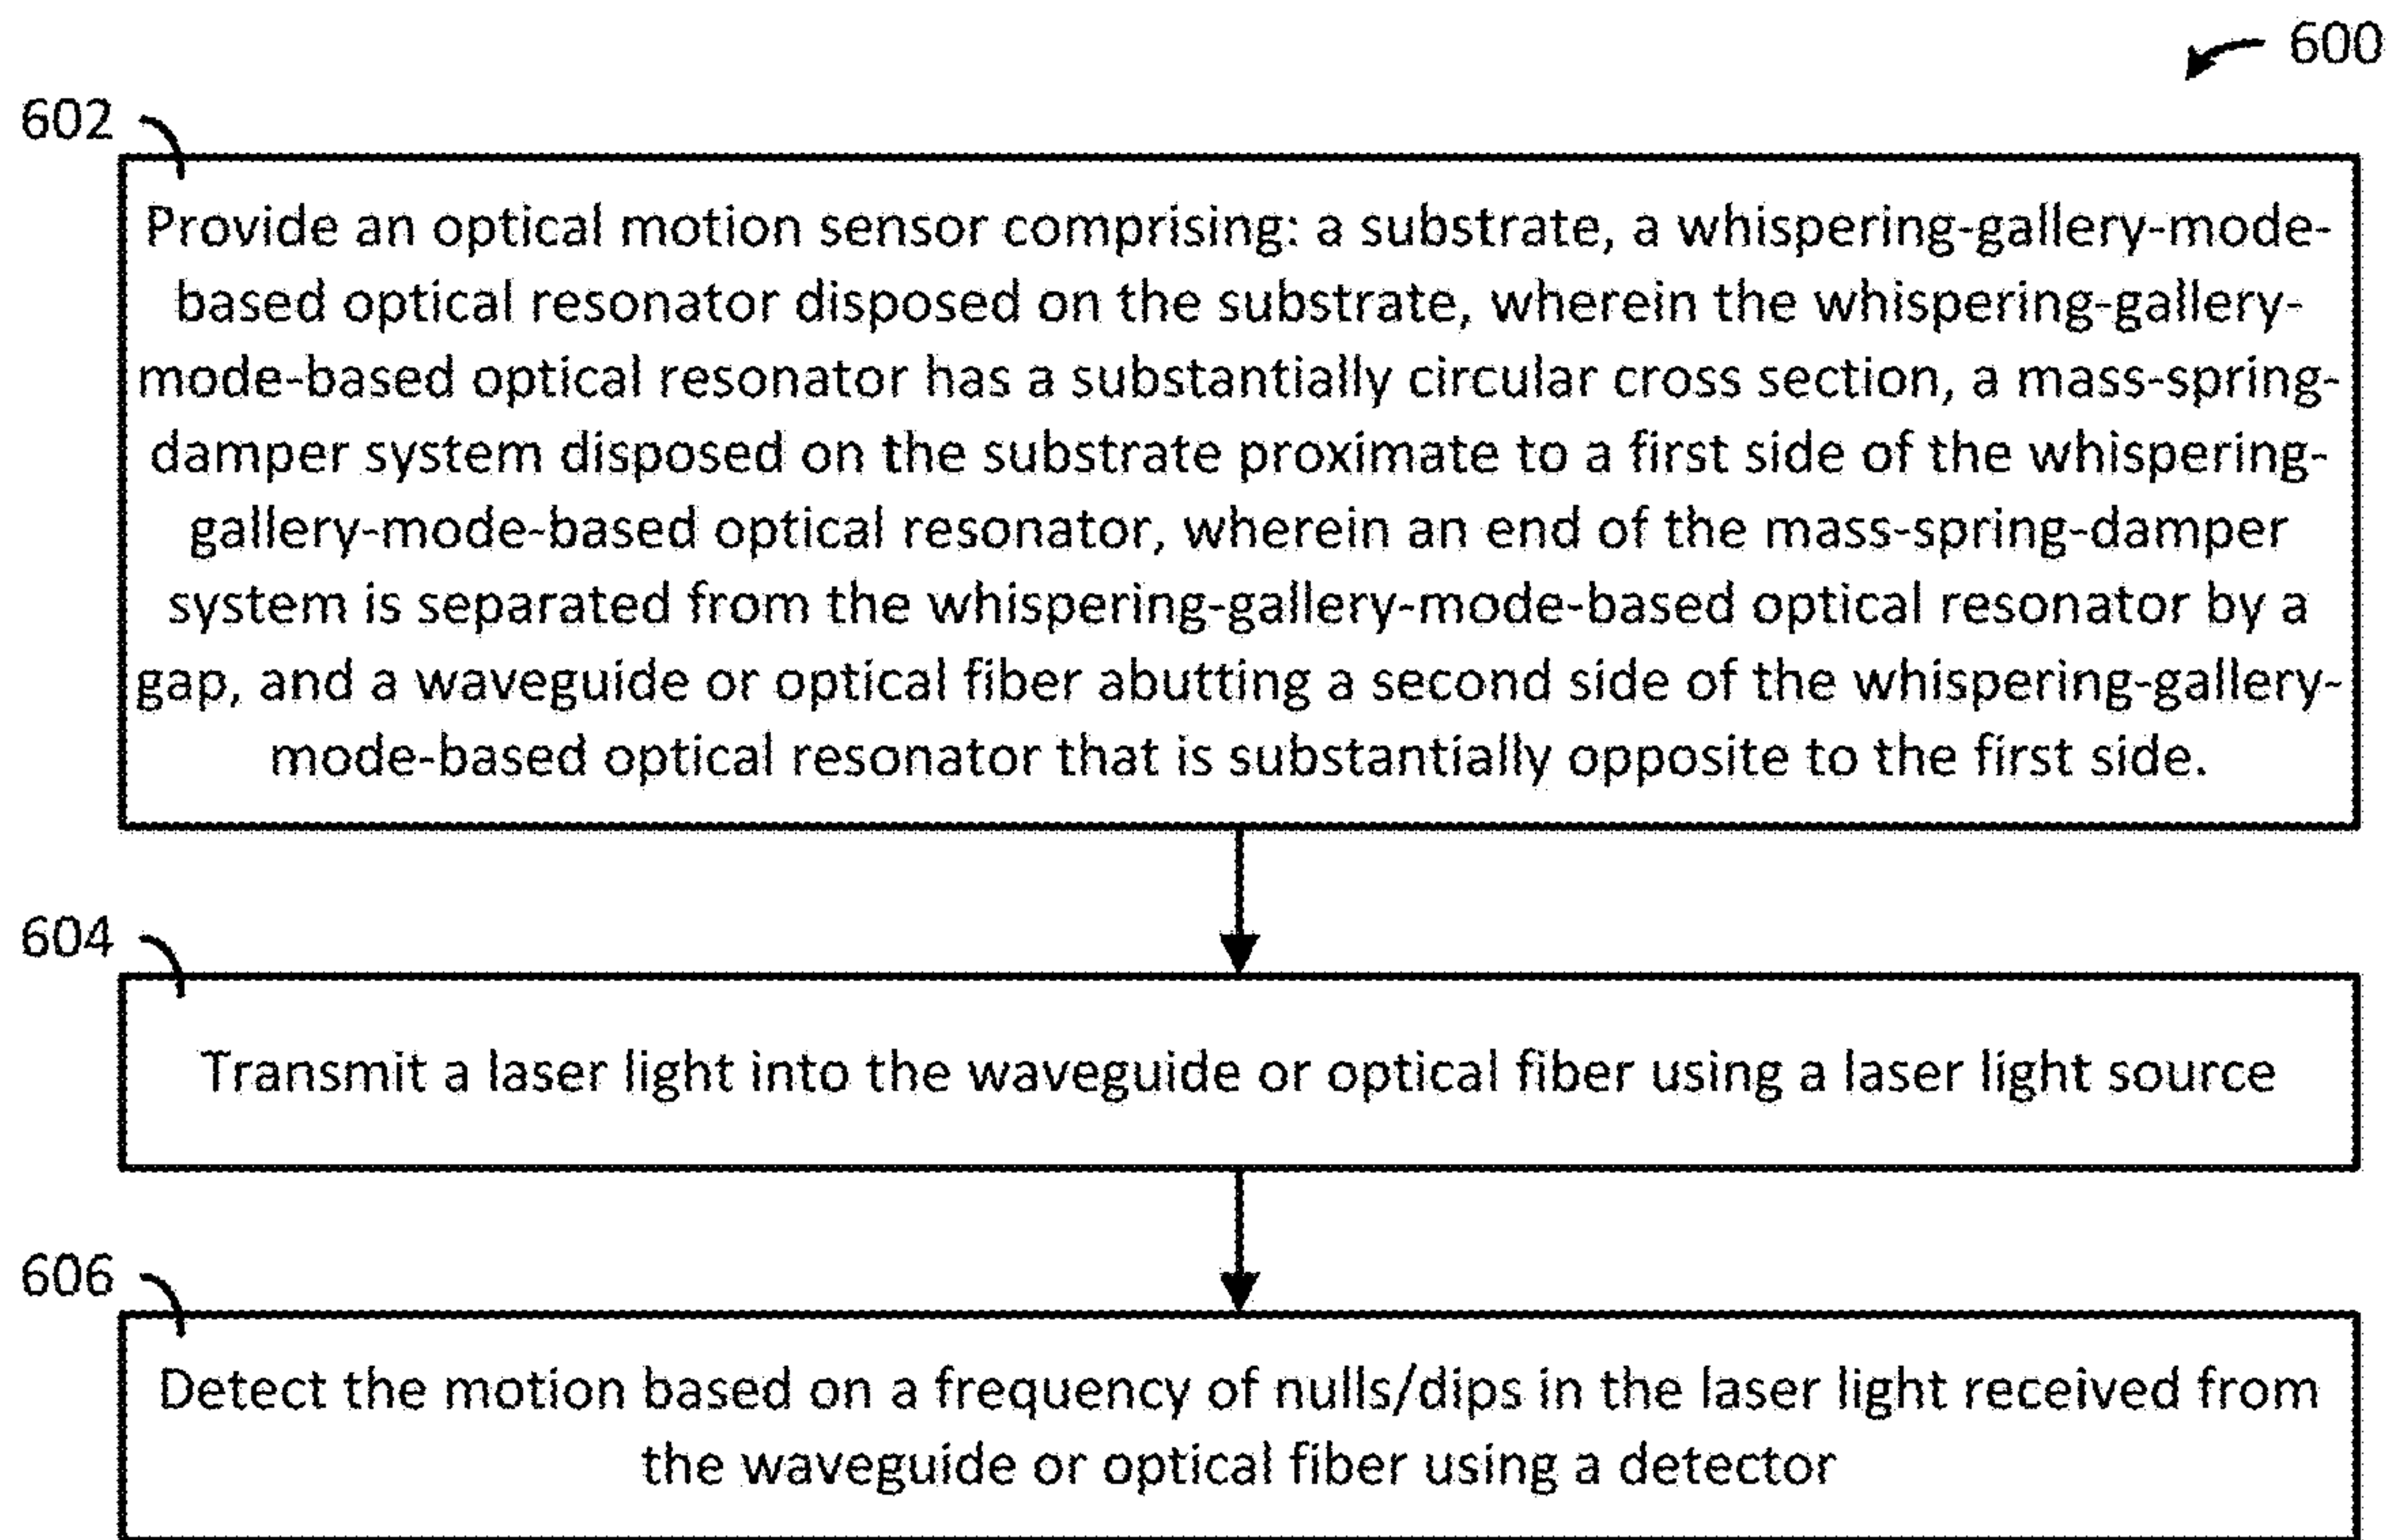 600
602
Provide an optical motion sensor comprising: a substrate, a whispering-gallery-mode-
based optical resonator disposed on the substrate, wherein the whispering-gallery-
mode-based optical resonator has a substantially circular cross section, a mass-spring-
damper system disposed on the substrate proximate to a first side of the whispering-
gallery-mode-based optical resonator, wherein an end of the mass-spring-damper
system is separated from the whispering-gallery-mode-based optical resonator by a
gap, and a waveguide or optical fiber abutting a second side of the whispering-gallery-
mode-based optical resonator that is substantially opposite to the first side.
604
Transmit a laser light into the waveguide or optical fiber using a laser light source
606
Detect the motion based on a frequency of nulls/dips in the laser light received from
the waveguide or optical fiber using a detector